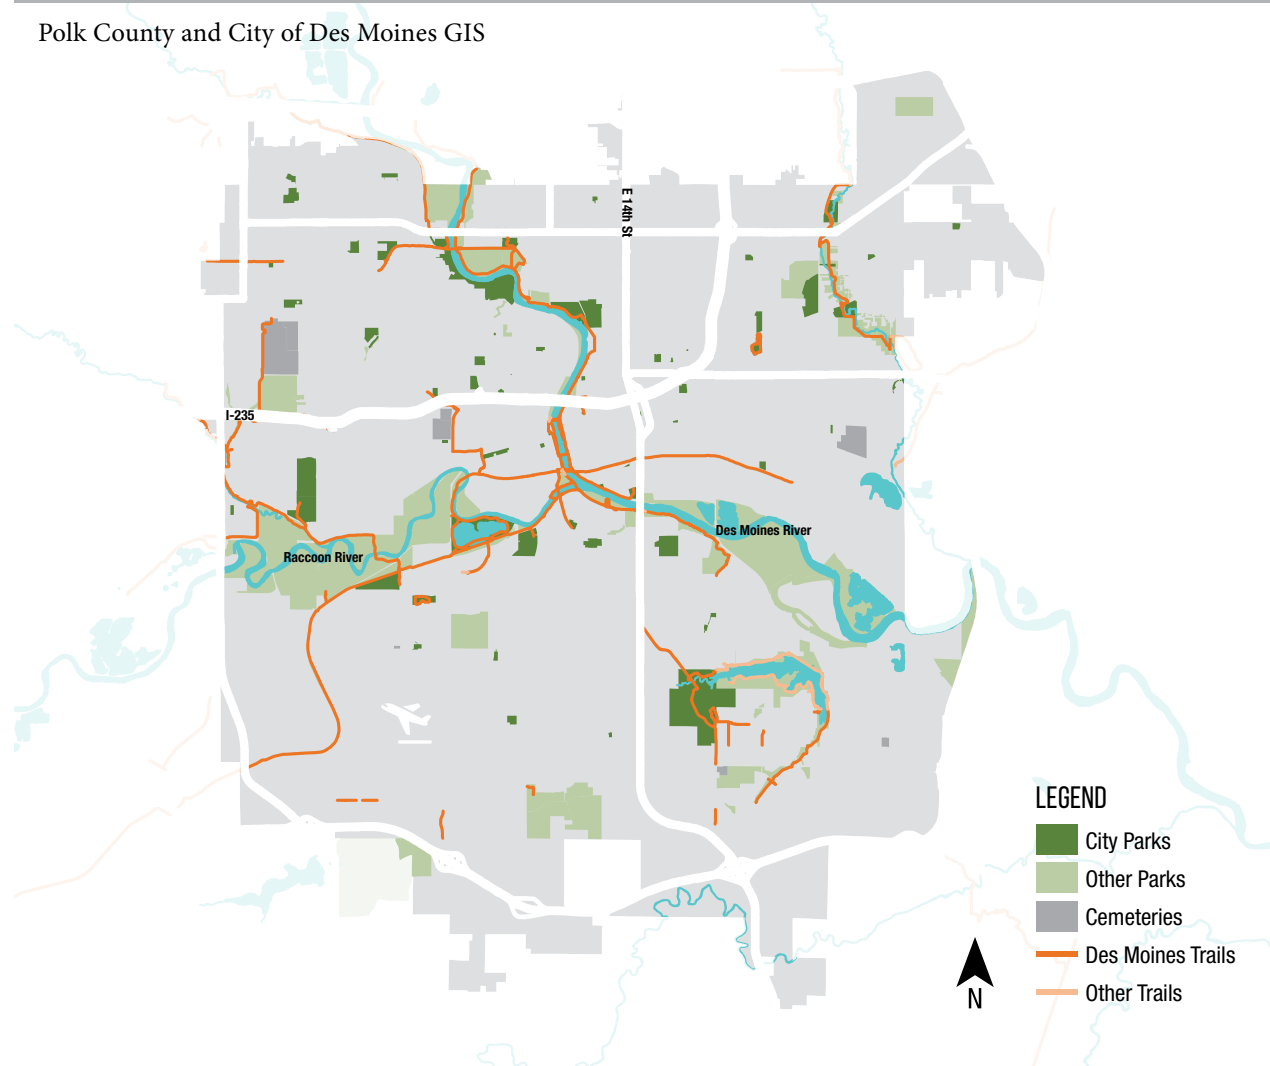 Polk County and City of Des Moines GIS
E 14th St
I-235
Des Moines River
Raccoon River
LEGEND
City Parks
Other Parks
Cemeteries
Des Moines Trails
Other Trails
N